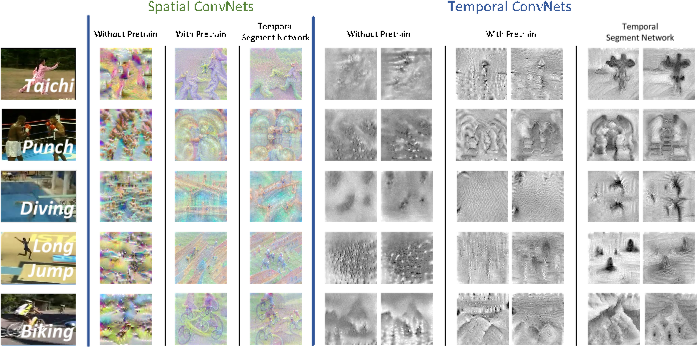 Spatial ConvNets
Temporal ConvNets
Without Pretrain
With Pretrain
Temporal
Segment Network
Without Pretrain
With Pretrain
Temporal
Segment Network
Taichi
Punch
Diving
Long
Jump
Biking